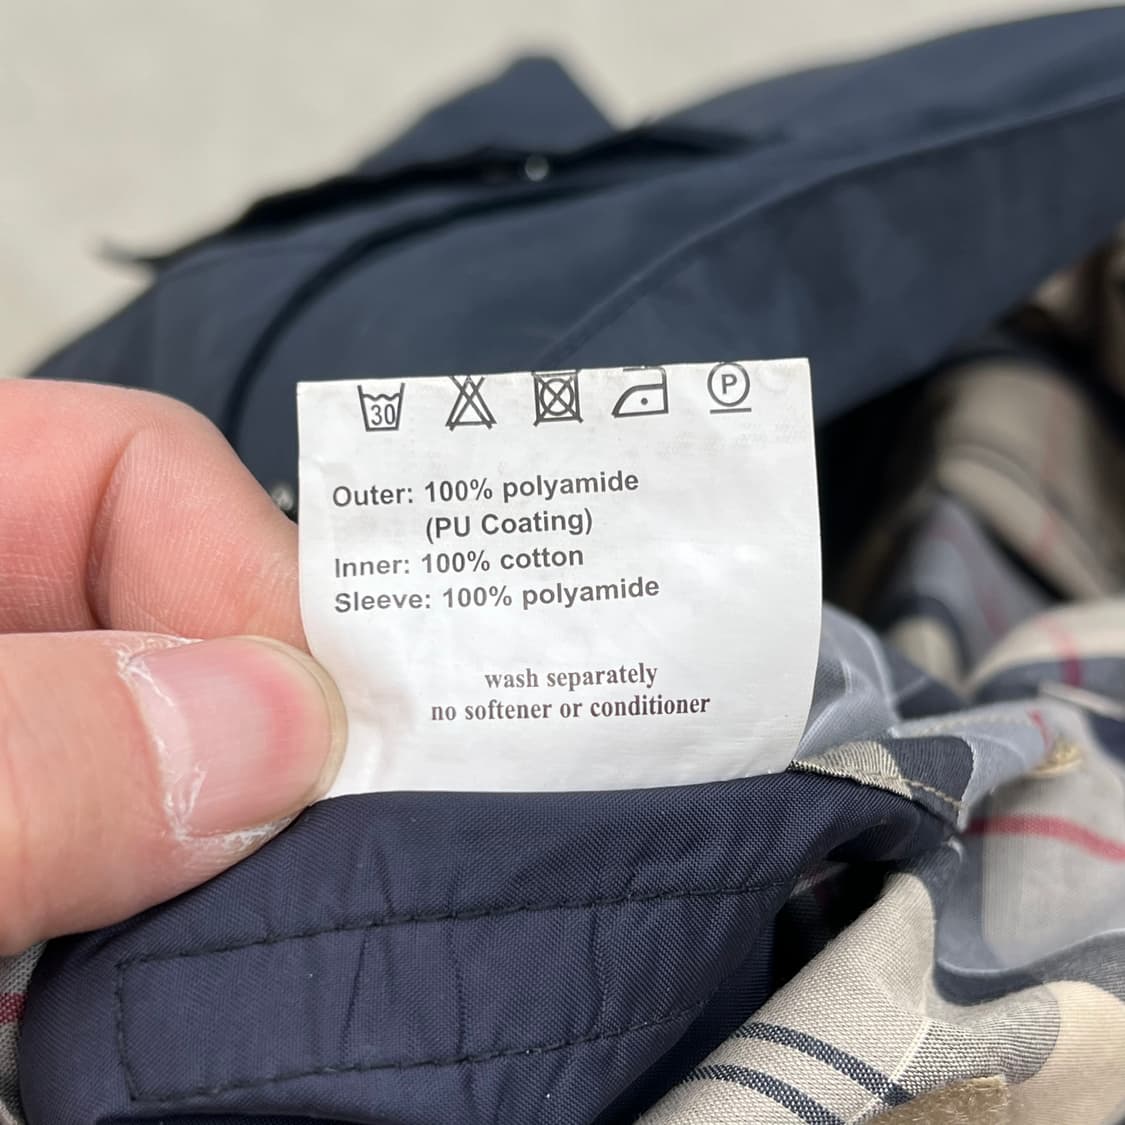 30
P
Outer: 100% polyamide
(PU Coating)
Inner: 100% cotton
Sleeve: 100% polyamide
wash separately
no softener or conditioner